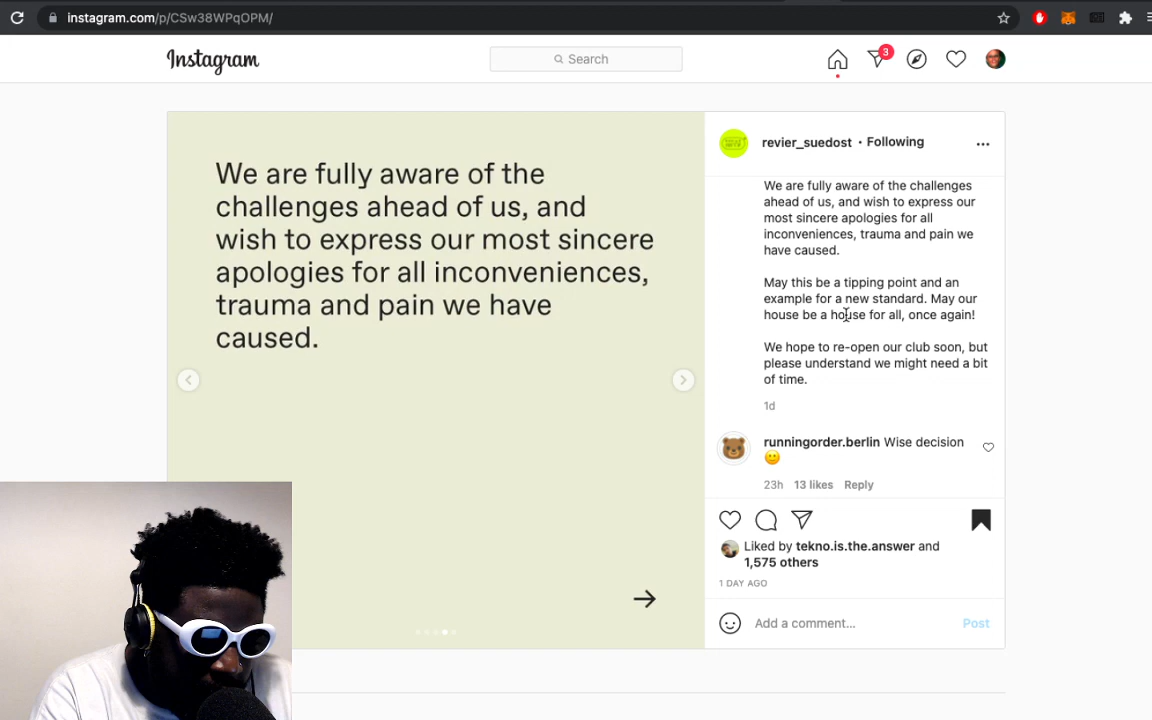 instagram.com/p/CSw38WPqOPM/
Instagram
Search
3
We are fully aware of the
challenges ahead of us, and
wish to express our most sincere
apologies for all inconveniences,
trauma and pain we have
caused.
revier_suedost • Following
We are fully aware of the challenges
ahead of us, and wish to express our
most sincere apologies for all
inconveniences, trauma and pain we
have caused.
May this be a tipping point and an
example for a new standard. May our
house be a house for all, once again!
We hope to re-open our club soon, but
please understand we might need a bit
of time.
1d
runningorder.berlin Wise decision
23h 13 likes Reply
Liked by tekno.is.the.answer and
1,575 others
1 DAY AGO
Add a comment... Post